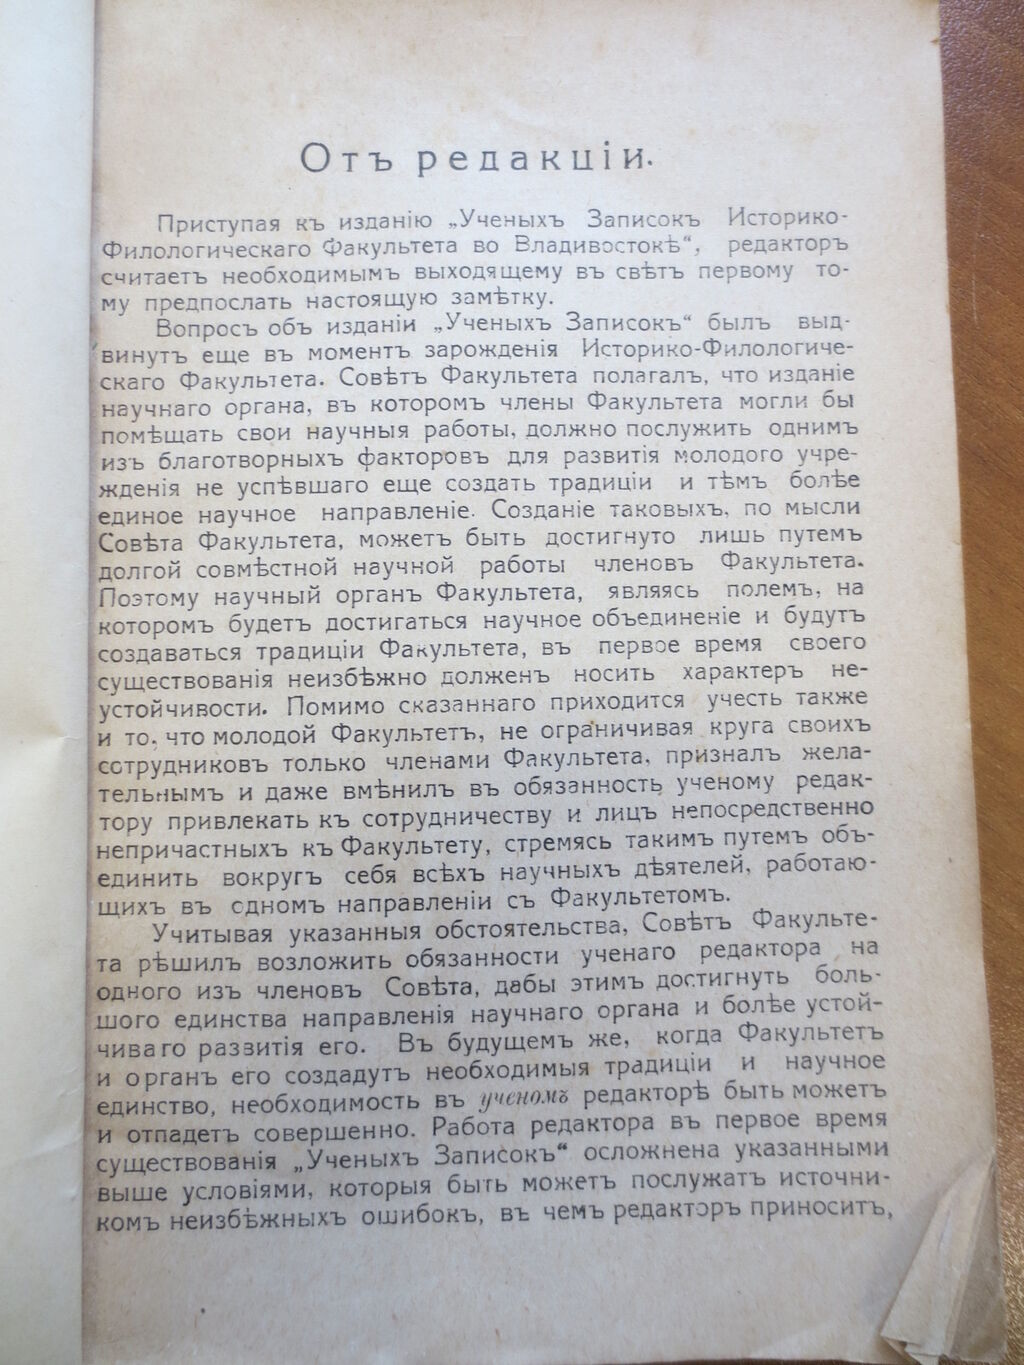 Отъ редакціи.
Приступая къ изданію „Ученыхъ Записокъ Историко-
Филологическаго Факультета во Владивостокѣ“, редакторъ
считаетъ необходимымъ выходящему въ свѣтъ первому то-
му предпослать настоящую замѣтку.
Вопросъ объ изданіи „Ученыхъ Записокъ“ былъ выд-
винутъ еще въ моментъ зарожденія Историко-Филологиче-
скаго Факультета. Совѣтъ Факультета полагалъ, что изданіе
научнаго органа, въ которомъ члены Факультета могли бы
помѣщать свои научныя работы, должно послужить однимъ
изъ благотворныхъ факторовъ для развитія молодого учре-
жденія не успѣвшаго еще создать традиціи и тѣмъ болѣе
единое научное направленіе. Созданіе таковыхъ, по мысли
Совѣта Факультета, можетъ быть достигнуто лишь путемъ
долгой совмѣстной научной работы членовъ Факультета.
Поэтому научный органъ Факультета, являясь полемъ, на
которомъ будетъ достигаться научное объединеніе и будутъ
создаваться традиціи Факультета, въ первое время своего
существованія неизбѣжно долженъ носить характеръ не-
устойчивости. Помимо сказаннаго приходится учесть также
и то, что молодой Факультетъ, не ограничивая круга своихъ
сотрудниковъ только членами Факультета, призналъ жела-
тельнымъ и даже вмѣнилъ въ обязанность ученому редак-
тору привлекать къ сотрудничеству и лицъ непосредственно
непричастныхъ къ Факультету, стремясь такимъ путемъ объ-
единить вокругъ себя всѣхъ научныхъ дѣятелей, работаю-
щихъ въ одномъ направленіи съ Факультетомъ.
Учитывая указанныя обстоятельства, Совѣтъ Факульте-
та рѣшилъ возложить обязанности ученаго редактора на
одного изъ членовъ Совѣта, дабы этимъ достигнуть боль-
шого единства направленія научнаго органа и болѣе устой-
чиваго развитія его. Въ будущемъ же, когда Факультетъ
и органъ его создадутъ необходимыя традиціи и научное
единство, необходимость въ ученомъ редакторѣ быть можетъ
и отпадетъ совершенно. Работа редактора въ первое время
существованія „Ученыхъ Записокъ“ осложнена указанными
выше условіями, которыя быть можетъ послужатъ источни-
комъ неизбѣжныхъ ошибокъ, въ чемъ редакторъ приноситъ,